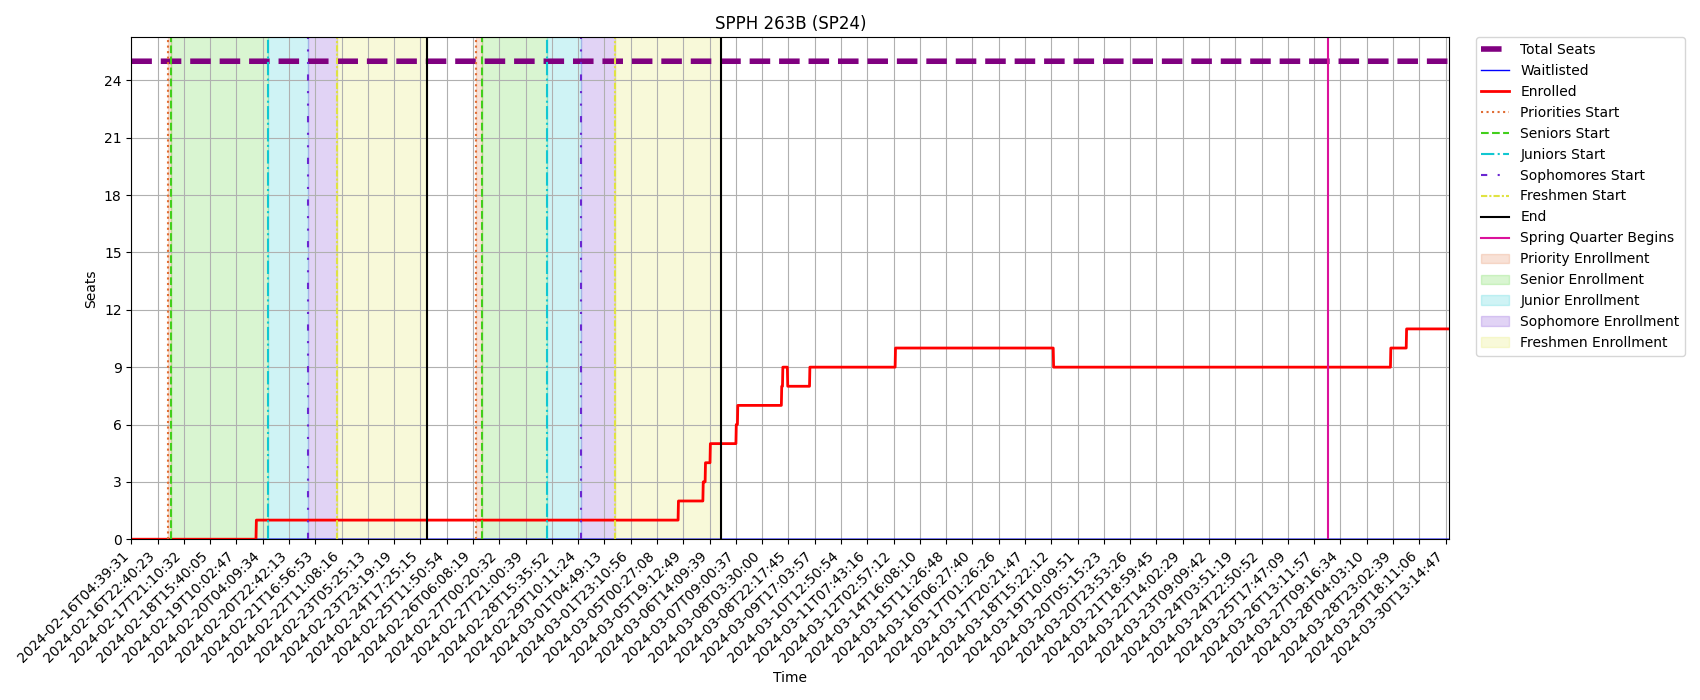 SPPH 263B (SP24)
Seats
24
21
18
15
12
9
6
3
0
2024-02-16T04:39:31
2024-02-16T22:40:23
2024-02-17T21:10:32
2024-02-18T15:40:05
2024-02-19T10:02:47
2024-02-20T04:09:34
2024-02-20T22:42:13
2024-02-21T16:56:53
2024-02-22T11:08:16
2024-02-23T05:25:13
2024-02-23T23:19:19
2024-02-24T17:25:15
2024-02-25T11:50:54
2024-02-26T06:08:19
2024-02-27T00:20:32
2024-02-27T21:00:39
2024-02-28T15:35:52
2024-02-29T10:11:24
2024-03-01T04:49:13
2024-03-01T23:10:56
2024-03-05T00:27:08
2024-03-05T19:12:49
2024-03-06T14:09:39
2024-03-07T09:00:37
2024-03-08T03:30:00
2024-03-08T22:17:45
2024-03-09T17:03:57
2024-03-10T12:50:54
2024-03-11T07:43:16
2024-03-12T02:57:12
2024-03-14T16:08:10
2024-03-15T11:26:48
2024-03-16T06:27:40
2024-03-17T01:26:26
2024-03-17T20:21:47
2024-03-18T15:22:12
2024-03-19T10:09:51
2024-03-20T05:15:23
2024-03-20T23:53:26
2024-03-21T18:59:45
2024-03-22T14:02:29
2024-03-23T09:09:42
2024-03-24T03:51:19
2024-03-24T22:50:52
2024-03-25T17:47:09
2024-03-26T13:11:57
2024-03-27T09:16:34
2024-03-28T04:03:10
2024-03-28T23:02:39
2024-03-29T18:11:06
2024-03-30T13:14:47
Time
Total Seats
Waitlisted
Enrolled
Priorities Start
Seniors Start
Juniors Start
Sophomores Start
Freshmen Start
End
Spring Quarter Begins
Priority Enrollment
Senior Enrollment
Junior Enrollment
Sophomore Enrollment
Freshmen Enrollment